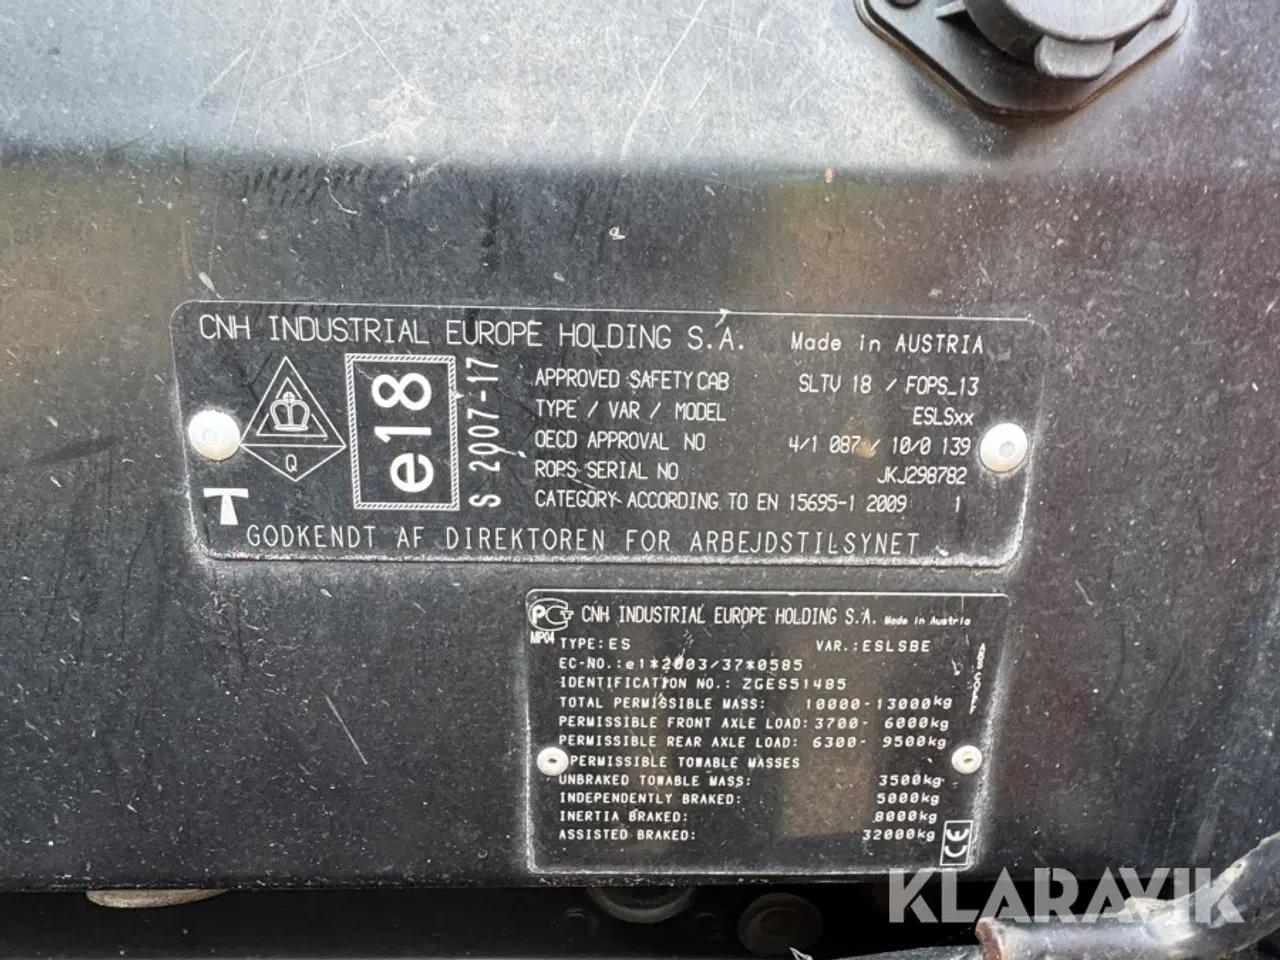 CNH INDUSTRIAL EUROPE HOLDING S.A. Made in AUSTRIA
APPROVED SAFETY CAB SLTV 18 / FOPS_13
TYPE / VAR / MODEL ESLSxx
OECD APPROVAL NO 4/1 087 / 10/0 139
ROPS SERIAL NO JKJ298782
CATEGORY ACCORDING TO EN 15695-1 2009: 1
Q
e18
S 2007-17
T
GODKENDT AF DIREKTOREN FOR ARBEJDSTILSYNET
PCT CNH INDUSTRIAL EUROPE HOLDING S.A. Made in Austria
MP04
TYPE: ES VAR.: ESLSBE
EC-NO.: e1*2003/37*0585
IDENTIFICATION NO.: ZGES51485
TOTAL PERMISSIBLE MASS: 10000-13000kg
PERMISSIBLE FRONT AXLE LOAD: 3700- 6000kg
PERMISSIBLE REAR AXLE LOAD: 6300- 9500kg
PERMISSIBLE TOWABLE MASSES
UNBRAKED TOWABLE MASS: 3500kg
INDEPENDENTLY BRAKED: 5000kg
INERTIA BRAKED: 8000kg
ASSISTED BRAKED: 32000kg
CE
KLARAVIK